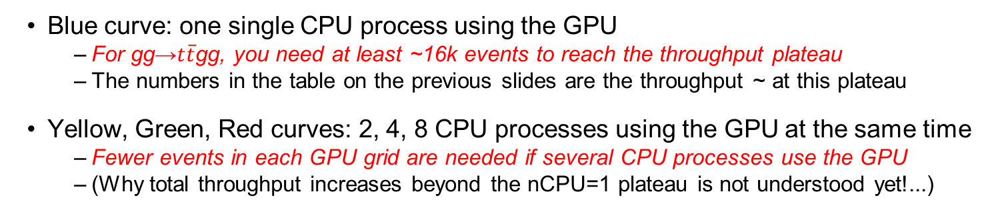 • Blue curve: one single CPU process using the GPU
– For gg→tt̄gg, you need at least ~16k events to reach the throughput plateau
– The numbers in the table on the previous slides are the throughput ~ at this plateau
• Yellow, Green, Red curves: 2, 4, 8 CPU processes using the GPU at the same time
– Fewer events in each GPU grid are needed if several CPU processes use the GPU
– (Why total throughput increases beyond the nCPU=1 plateau is not understood yet!...)